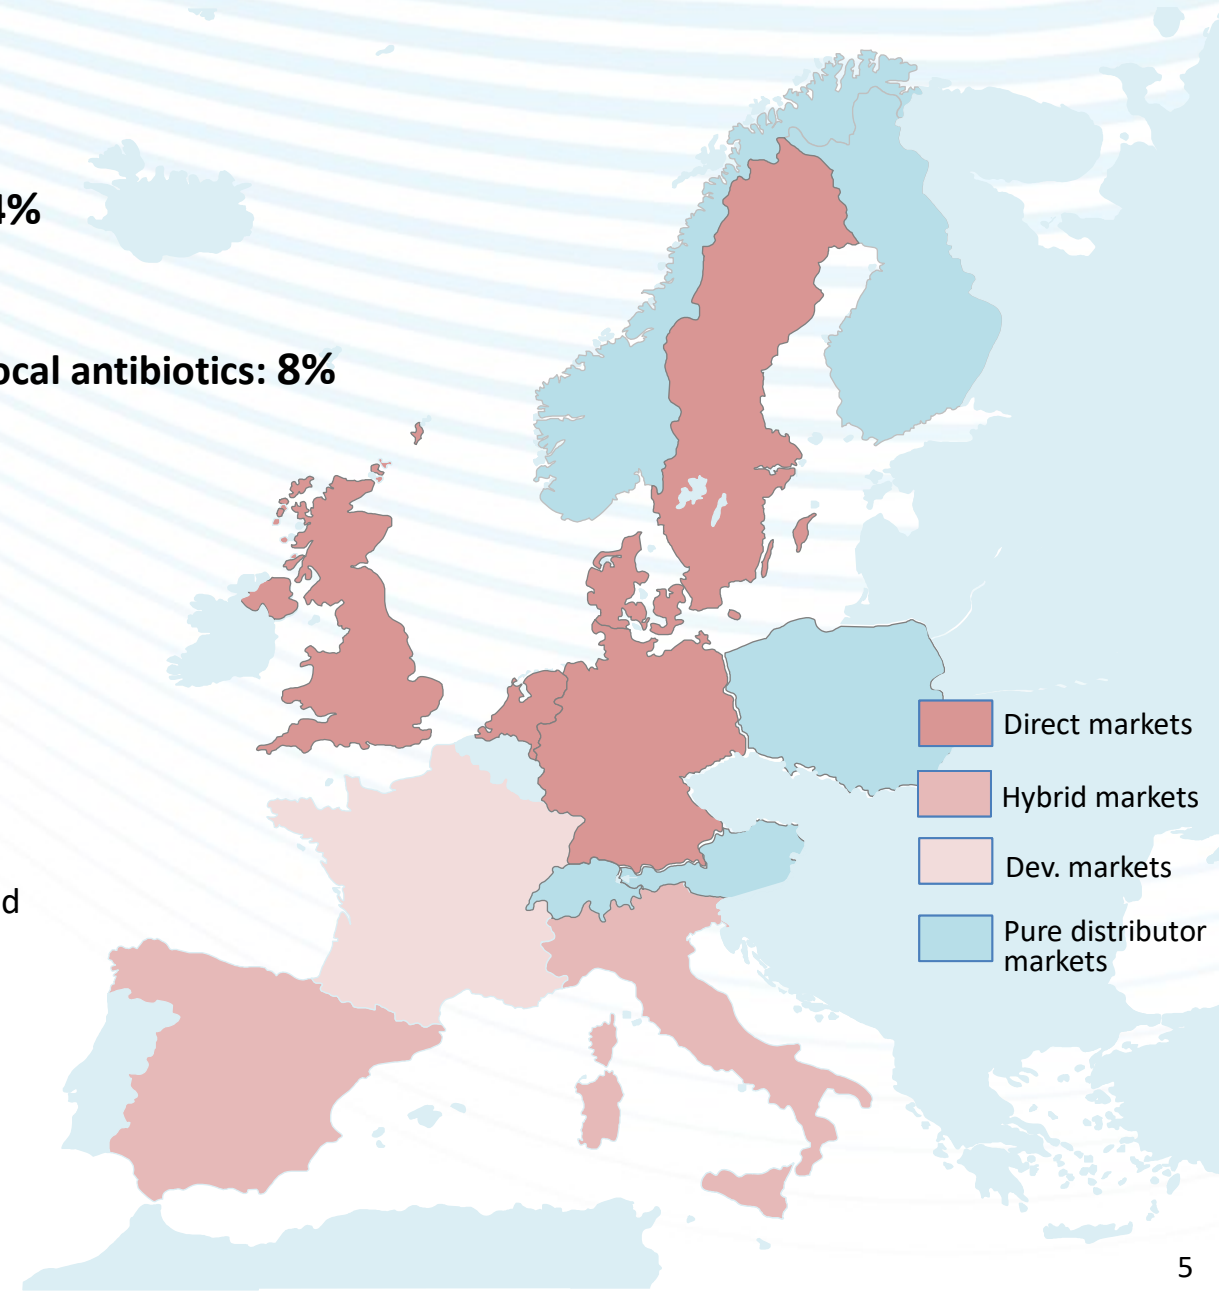 4%
ocal antibiotics: 8%
Direct markets
Hybrid markets
Dev. markets
d
Pure distributor
markets
5